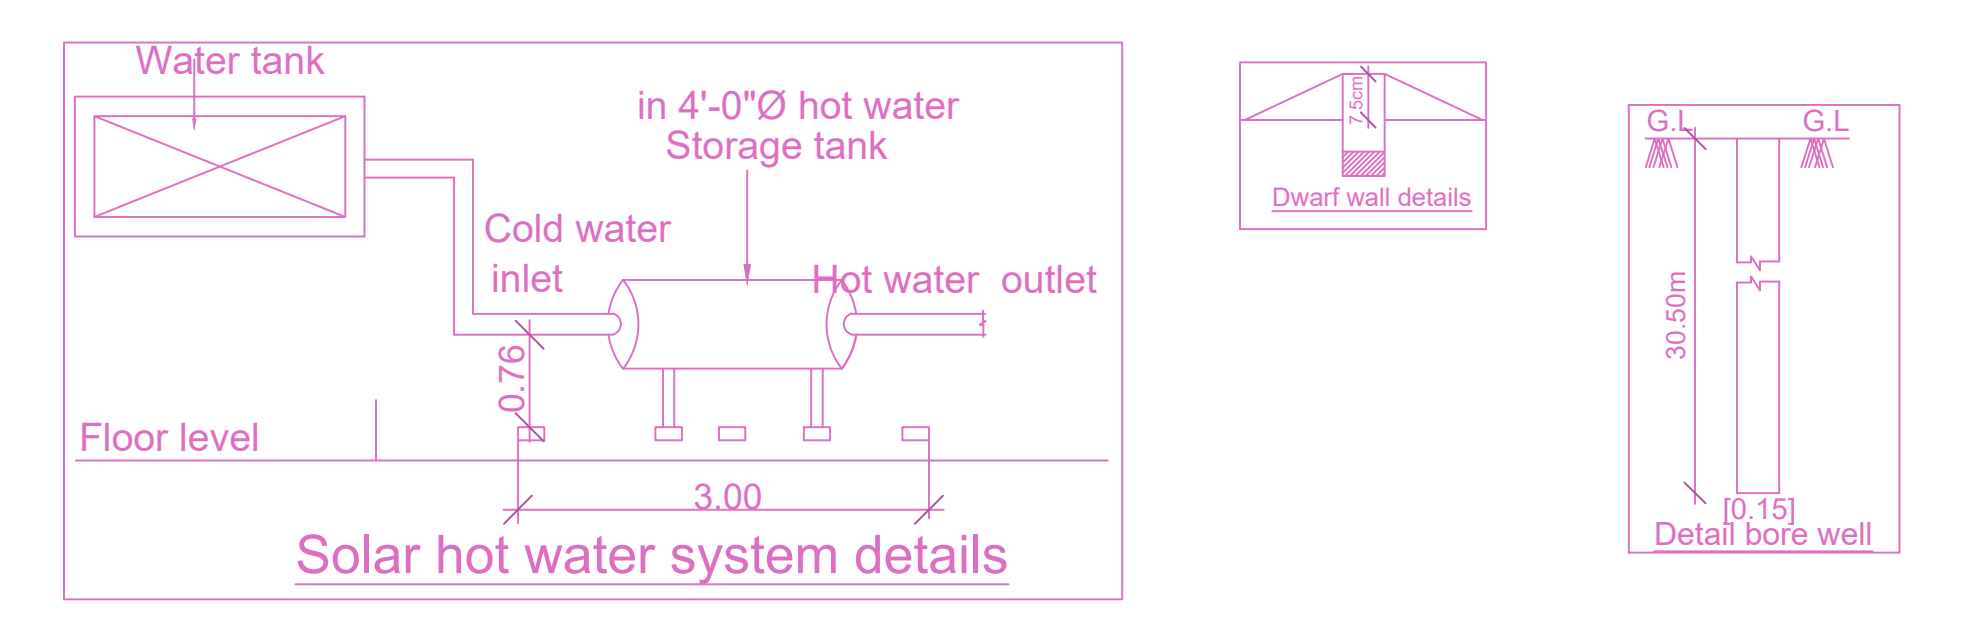 Water tank
in 4'-0"Ø hot water
Storage tank
Cold water
inlet
Hot water outlet
0.76
Floor level
3.00
Solar hot water system details
7.5cm
Dwarf wall details
G.L
G.L
30.50m
[0.15]
Detail bore well